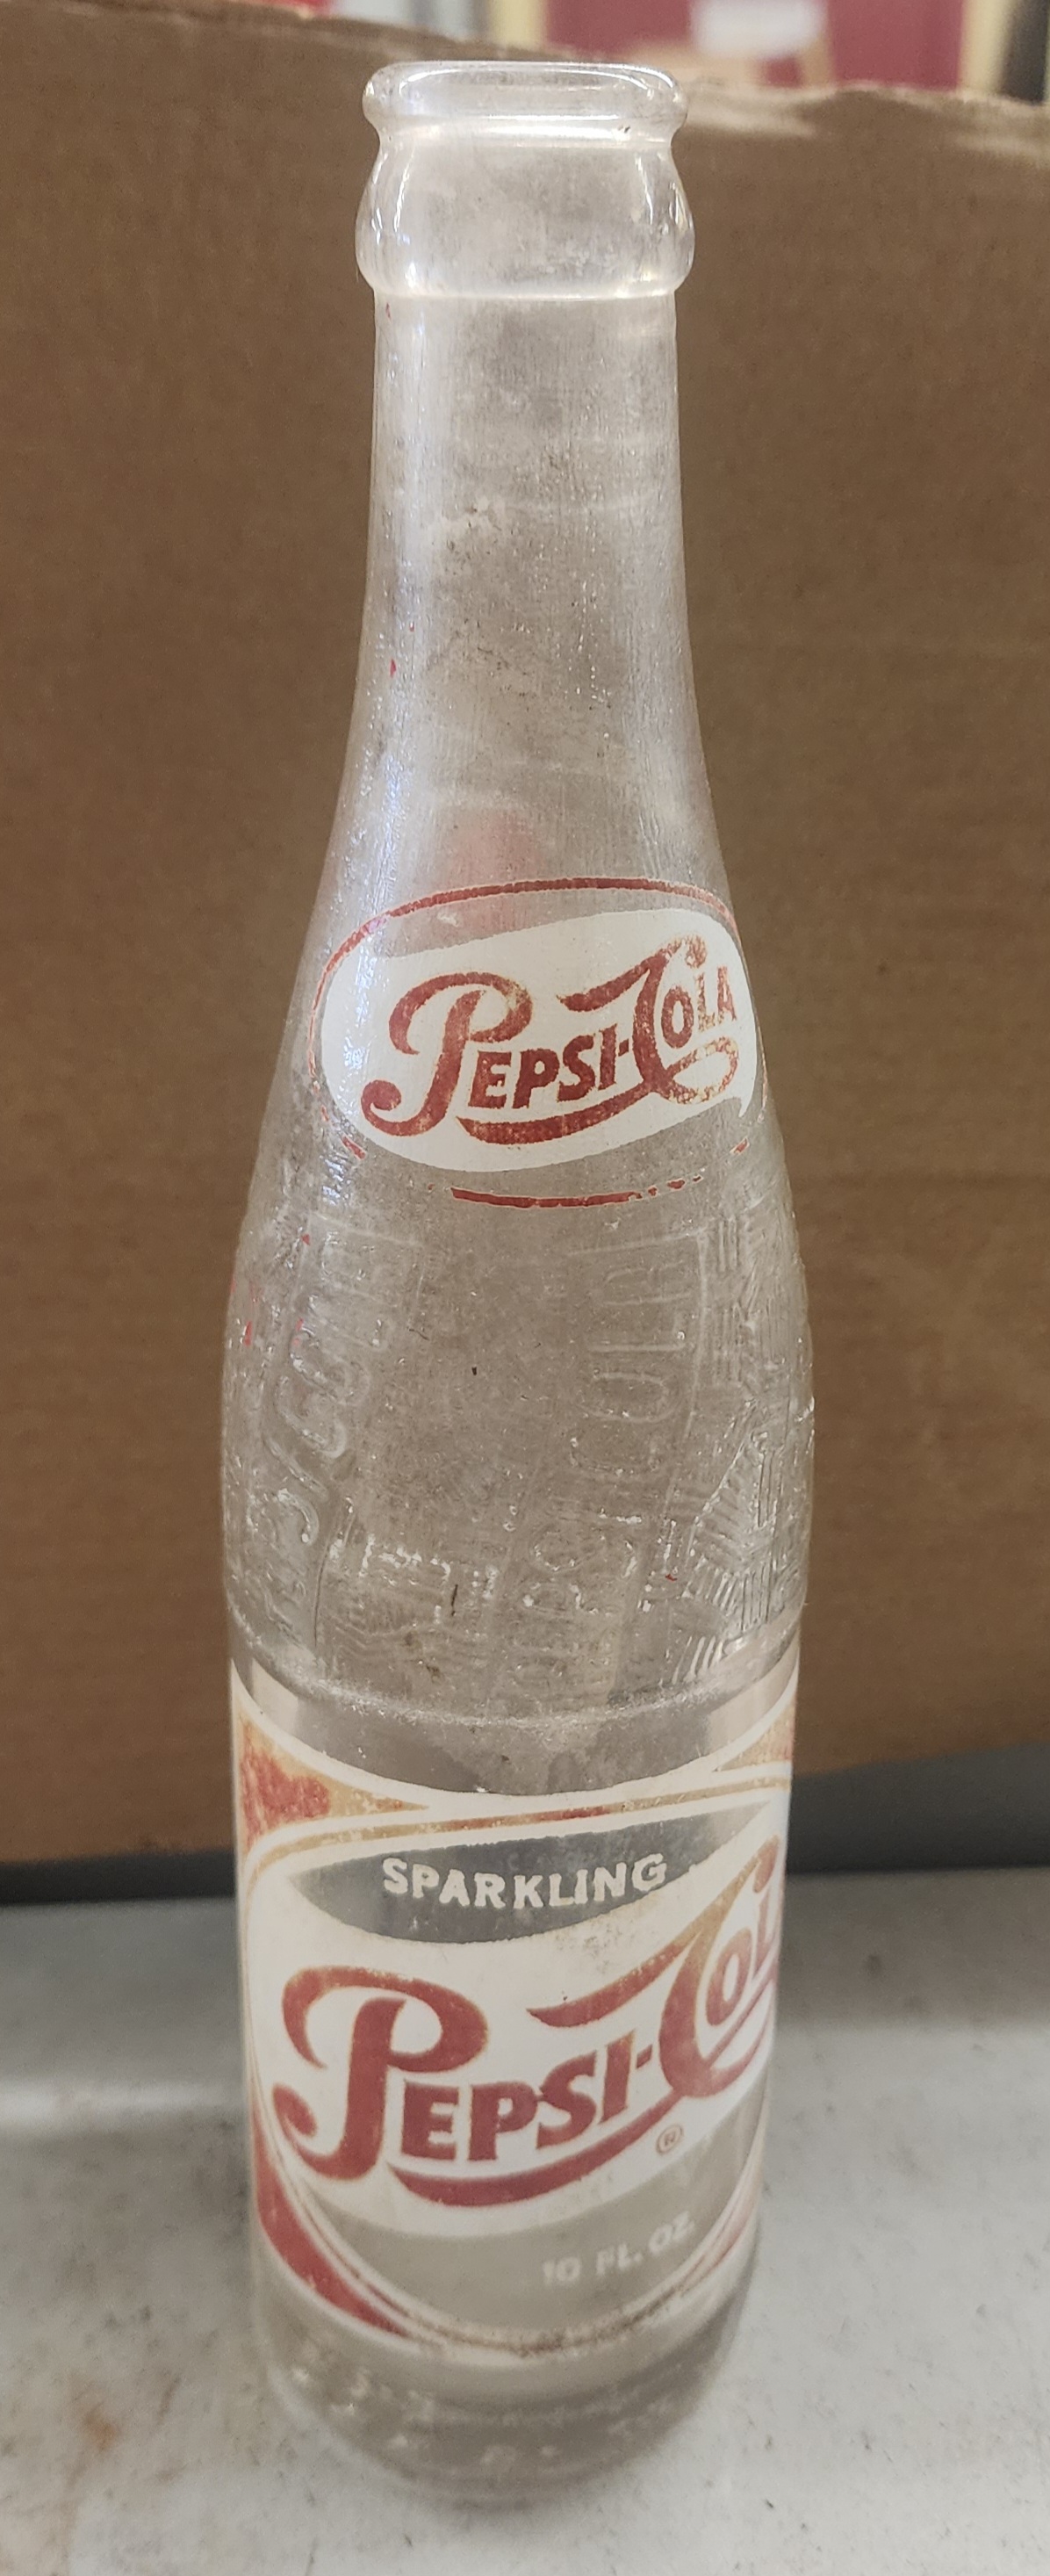 PEPSI-COLA
SPARKLING
PEPSI-COLA
®
10 FL. OZ.